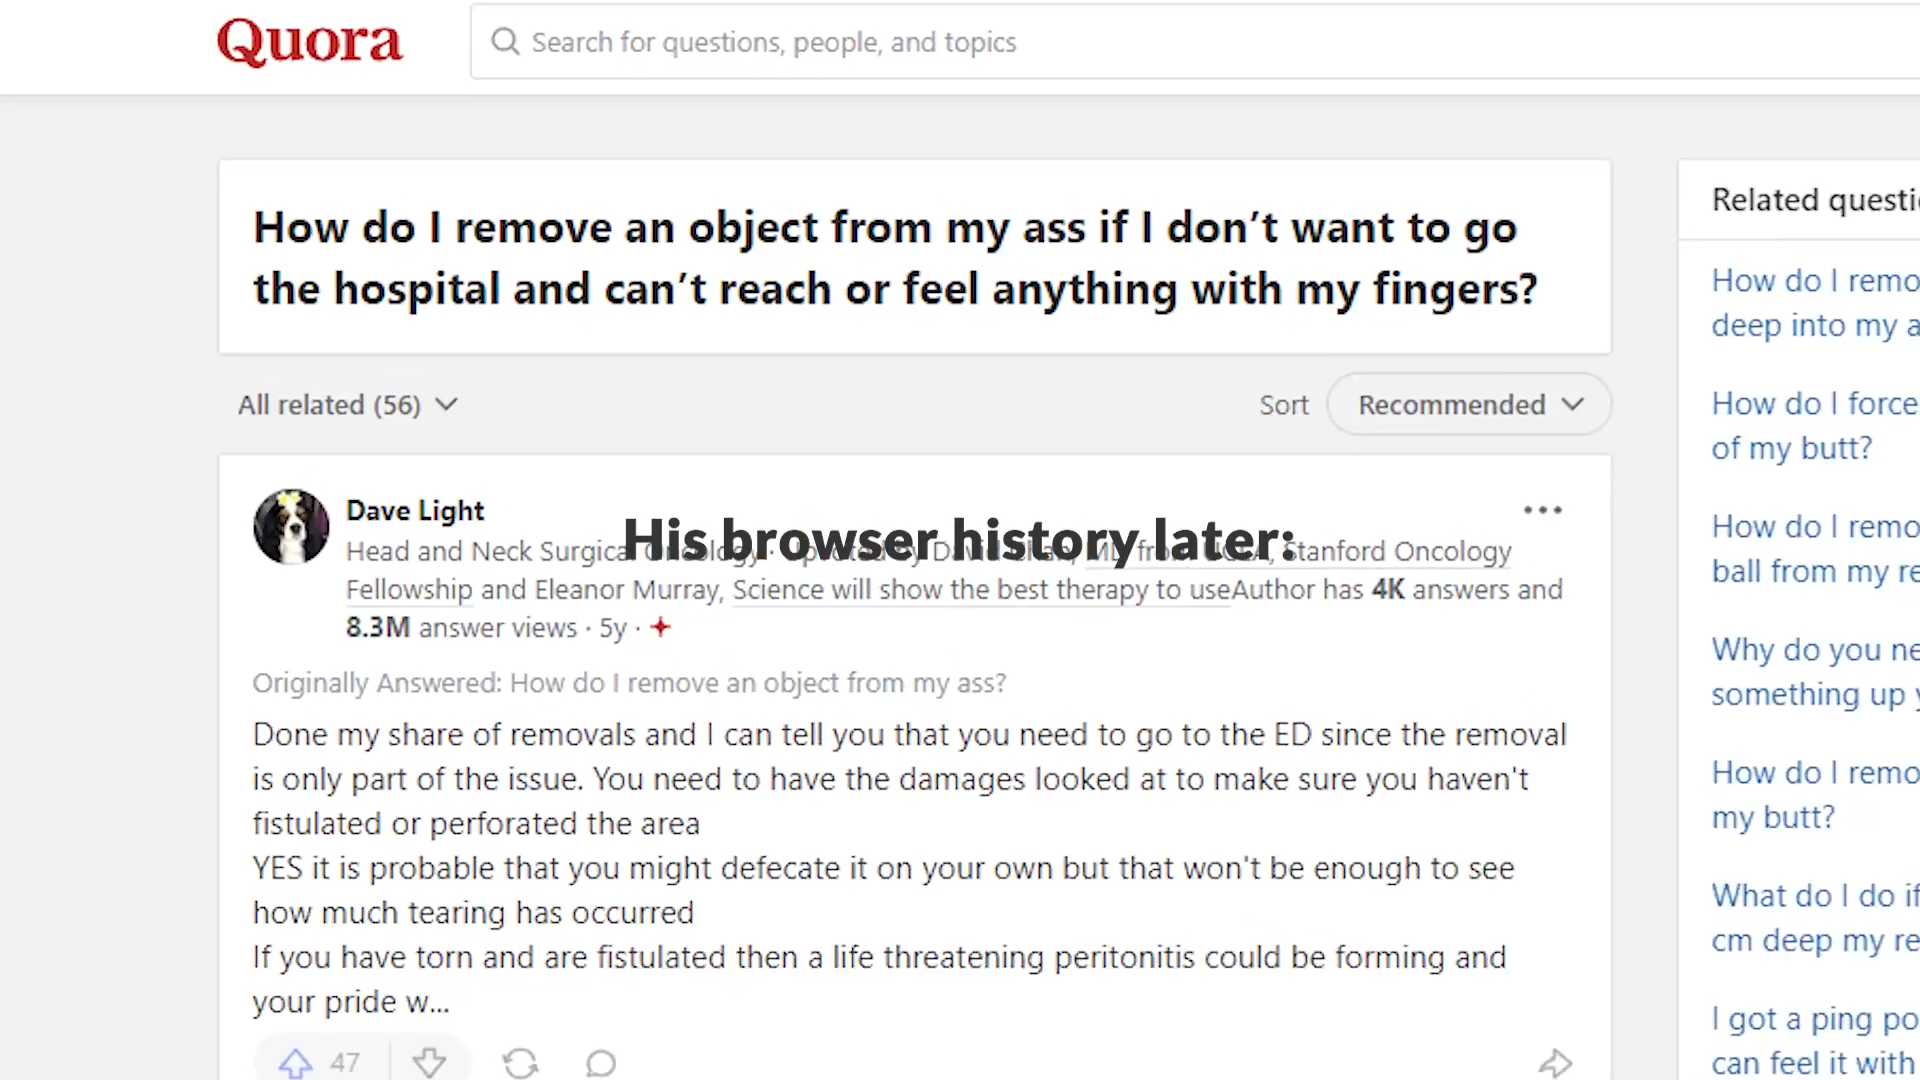 Quora
Search for questions, people, and topics
How do I remove an object from my ass if I don’t want to go
the hospital and can’t reach or feel anything with my fingers?
All related (56)
Sort
Recommended
Dave Light
His browser history later:
Head and Neck Surgical Oncology · Upvoted by David Chan, MD from UCLA, Stanford Oncology
Fellowship and Eleanor Murray, Science will show the best therapy to useAuthor has 4K answers and
8.3M answer views · 5y ·
Originally Answered: How do I remove an object from my ass?
Done my share of removals and I can tell you that you need to go to the ED since the removal
is only part of the issue. You need to have the damages looked at to make sure you haven't
fistulated or perforated the area
YES it is probable that you might defecate it on your own but that won't be enough to see
how much tearing has occurred
If you have torn and are fistulated then a life threatening peritonitis could be forming and
your pride w...
47
Related questi
How do I remo
deep into my a
How do I force
of my butt?
How do I remo
ball from my re
Why do you ne
something up y
How do I remo
my butt?
What do I do if
cm deep my re
I got a ping po
can feel it with